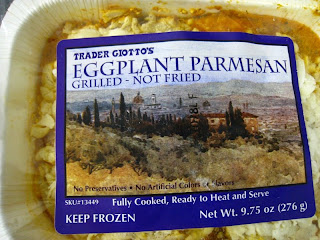 TRADER GIOTTO'S
EGGPLANT PARMESAN
GRILLED - NOT FRIED
No Preservatives • No Artificial Colors
SKU#13449
Fully Cooked, Ready to Heat and Serve
KEEP FROZEN
Net Wt. 9.75 oz (276 g)